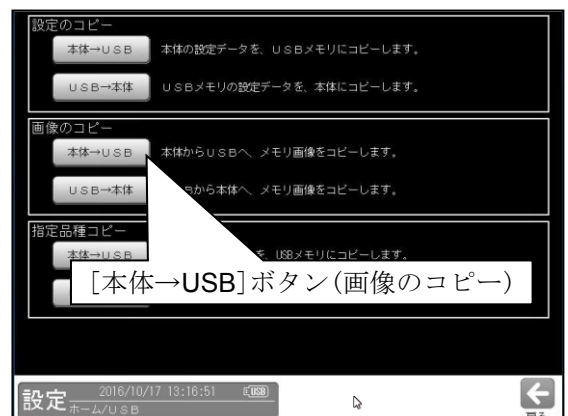 設定のコピー
本体→ＵＳＢ 本体の設定データを、ＵＳＢメモリにコピーします。
ＵＳＢ→本体 ＵＳＢメモリの設定データを、本体にコピーします。
画像のコピー
本体→ＵＳＢ 本体からＵＳＢへ、メモリ画像をコピーします。
ＵＳＢ→本体 から本体へ、メモリ画像をコピーします。
指定品種コピー
本体→ＵＳＢ を、USBメモリにコピーします。
[本体→USB]ボタン(画像のコピー)
設定 2016/10/17 13:16:51 USB
ホーム/ＵＳＢ